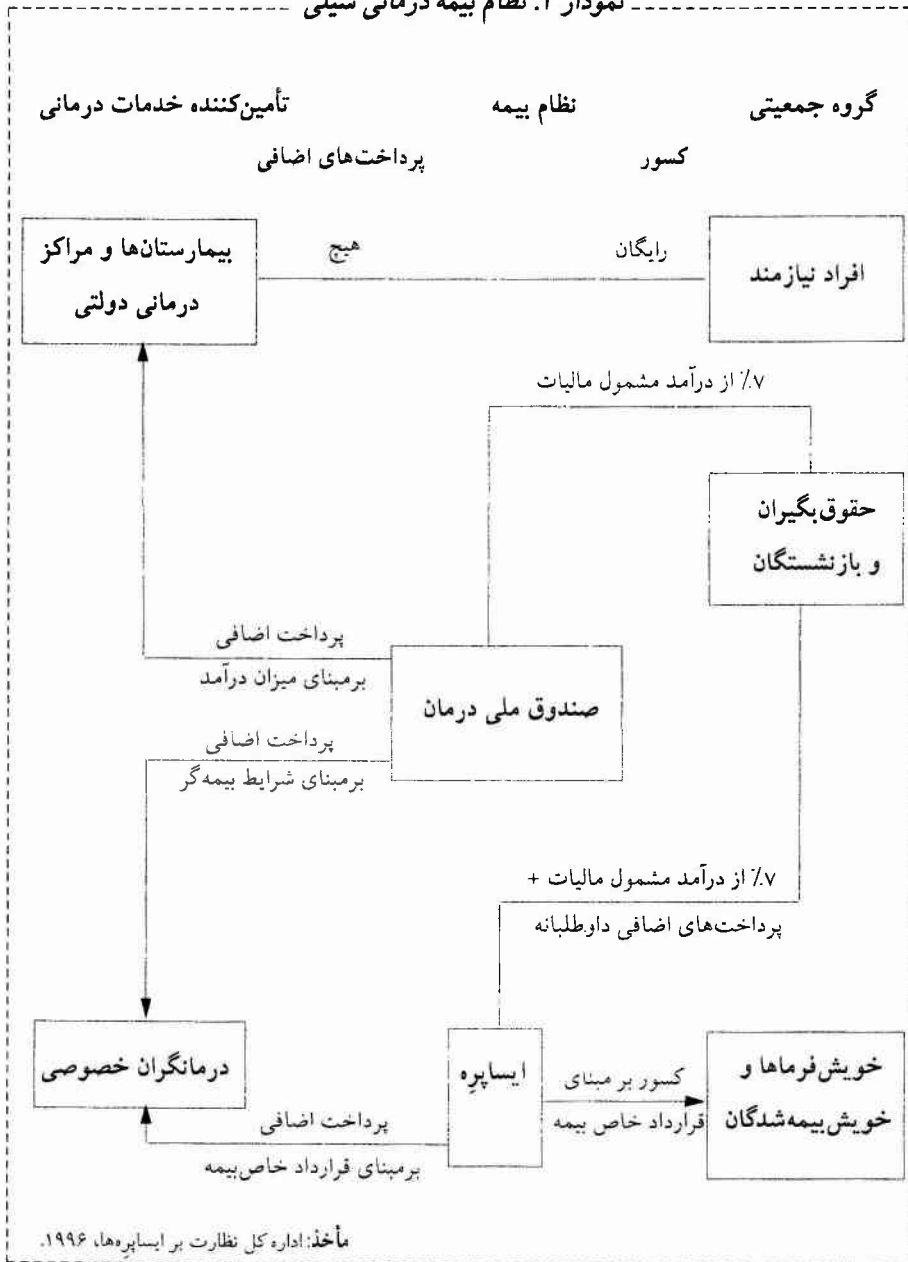 نمودار ۲. نظام بیمه درمانی شیلی
گروه جمعیتی نظام بیمه تأمین‌کننده خدمات درمانی
کسور پرداخت‌های اضافی
افراد نیازمند
رایگان
هیچ
بیمارستان‌ها و مراکز
درمانی دولتی
۷٪ از درآمد مشمول مالیات
حقوق‌بگیران
و بازنشستگان
پرداخت اضافی
برمبنای میزان درآمد
صندوق ملی درمان
پرداخت اضافی
برمبنای شرایط بیمه‌گر
۷٪ از درآمد مشمول مالیات +
پرداخت‌های اضافی داوطلبانه
خویش‌فرماها و
خویش‌بیمه‌شدگان
کسور بر مبنای
قرارداد خاص بیمه
ایساپرِه
درمانگران خصوصی
پرداخت اضافی
برمبنای قرارداد خاص‌بیمه
مأخذ: اداره کل نظارت بر ایساپرِه‌ها، ۱۹۹۶.